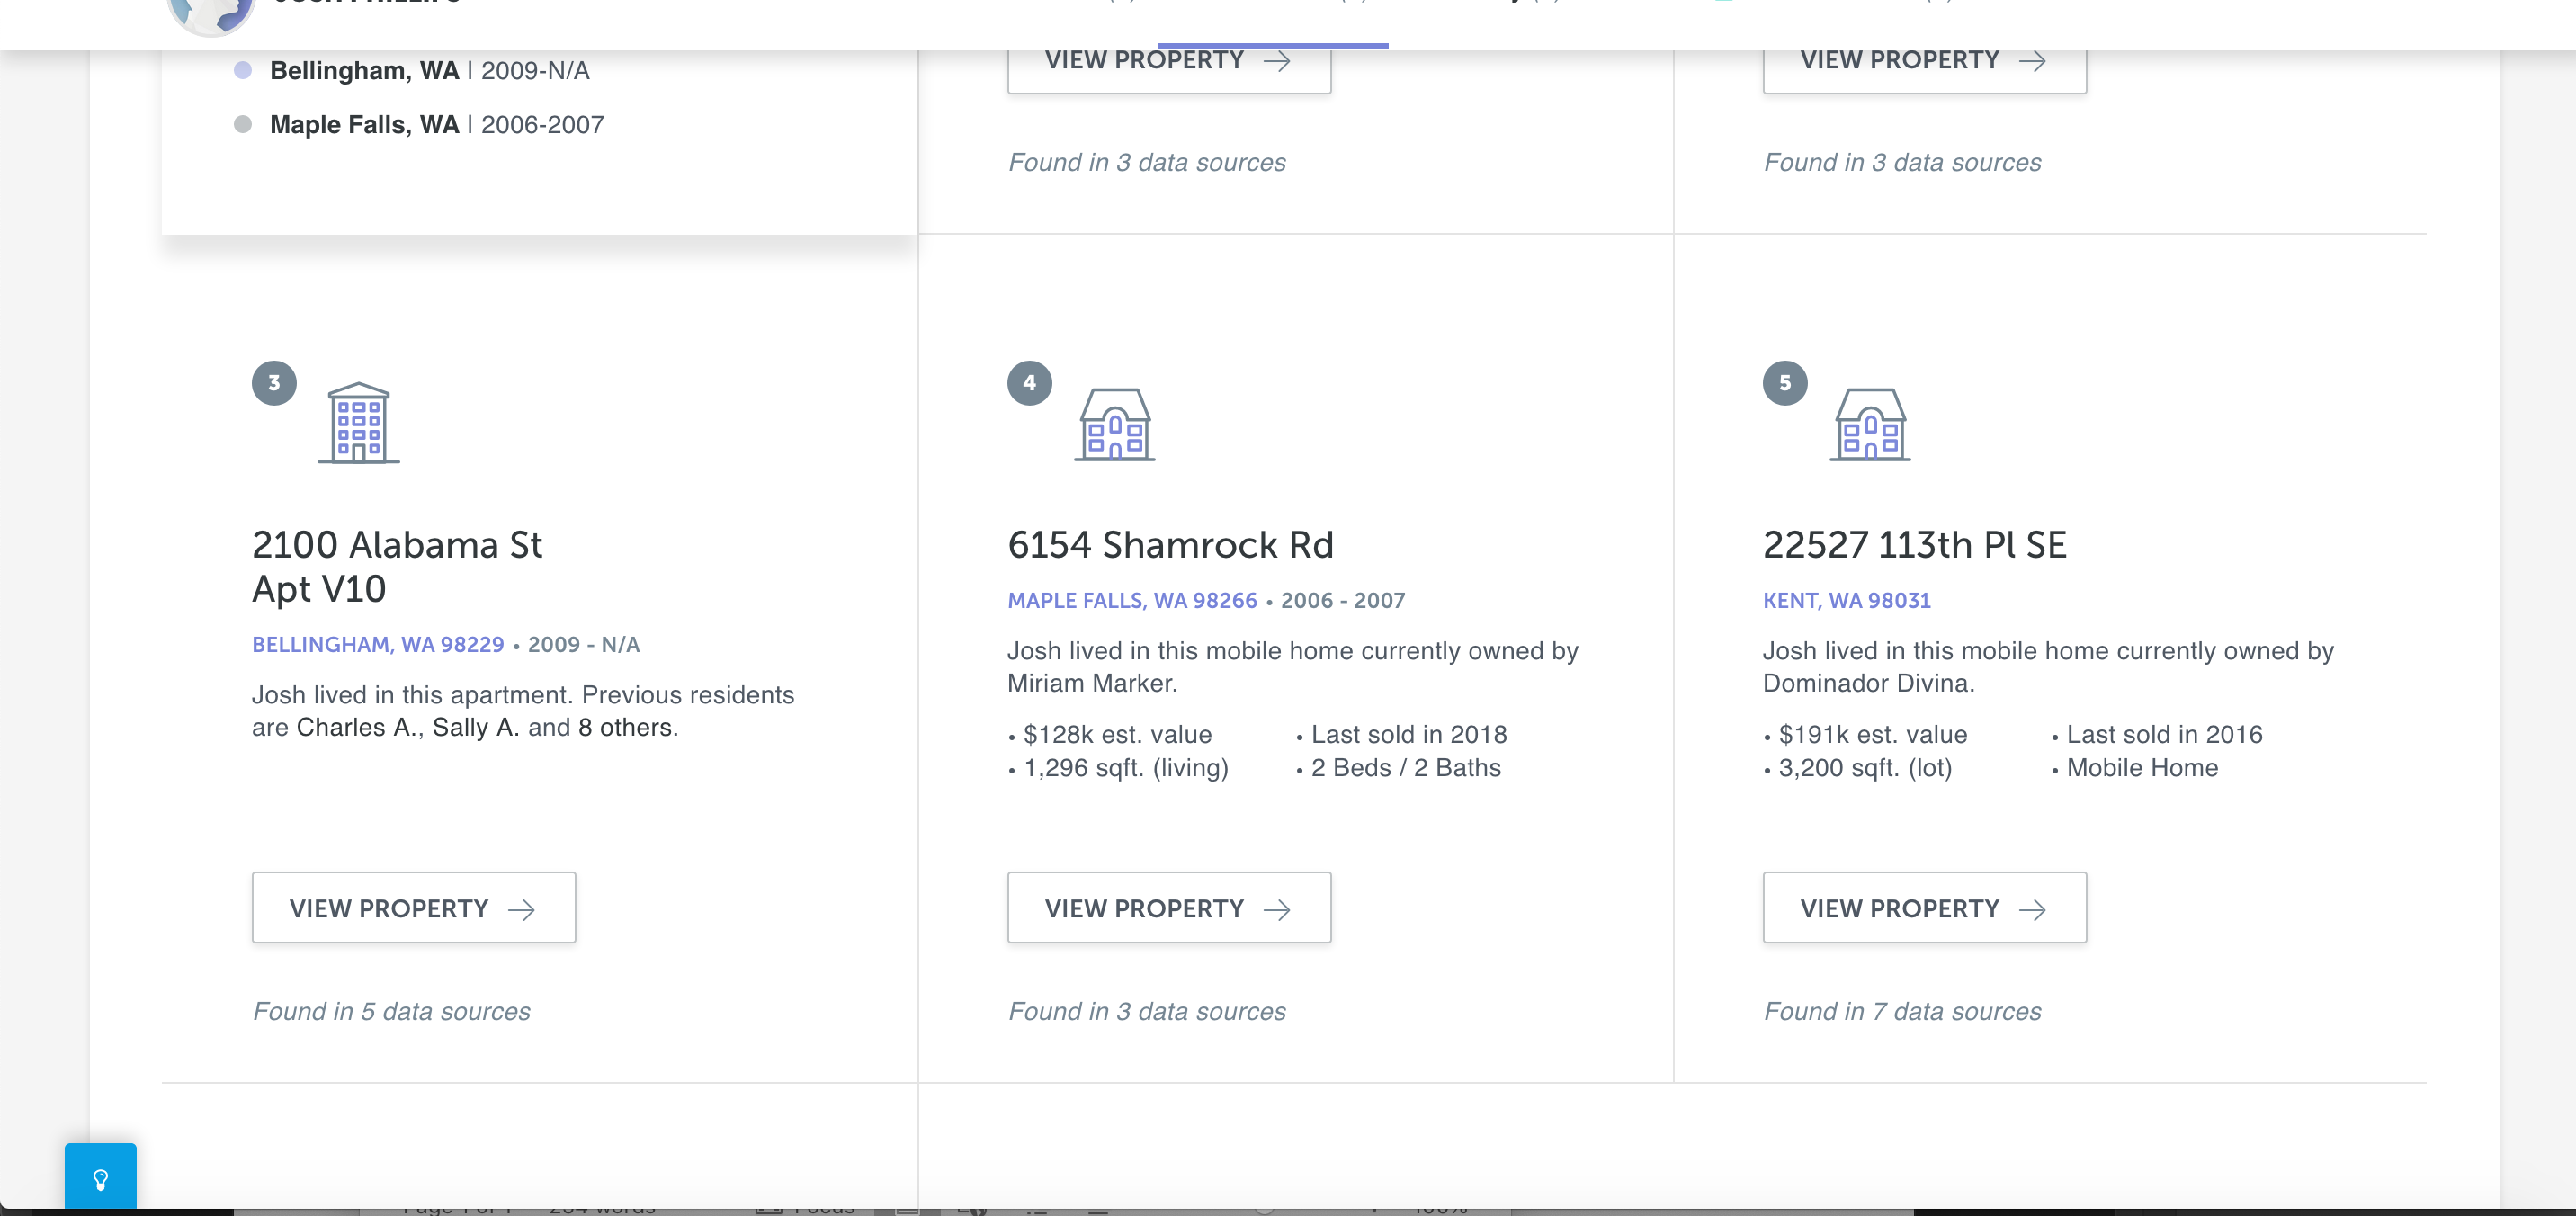 Bellingham, WA | 2009-N/A
Maple Falls, WA | 2006-2007
VIEW PROPERTY
Found in 3 data sources
VIEW PROPERTY
Found in 3 data sources
3
2100 Alabama St
Apt V10
BELLINGHAM, WA 98229 • 2009 - N/A
Josh lived in this apartment. Previous residents
are Charles A., Sally A. and 8 others.
VIEW PROPERTY
Found in 5 data sources
4
6154 Shamrock Rd
MAPLE FALLS, WA 98266 • 2006 - 2007
Josh lived in this mobile home currently owned by
Miriam Marker.
• $128k est. value
• Last sold in 2018
• 1,296 sqft. (living)
• 2 Beds / 2 Baths
VIEW PROPERTY
Found in 3 data sources
5
22527 113th Pl SE
KENT, WA 98031
Josh lived in this mobile home currently owned by
Dominador Divina.
• $191k est. value
• Last sold in 2016
• 3,200 sqft. (lot)
• Mobile Home
VIEW PROPERTY
Found in 7 data sources